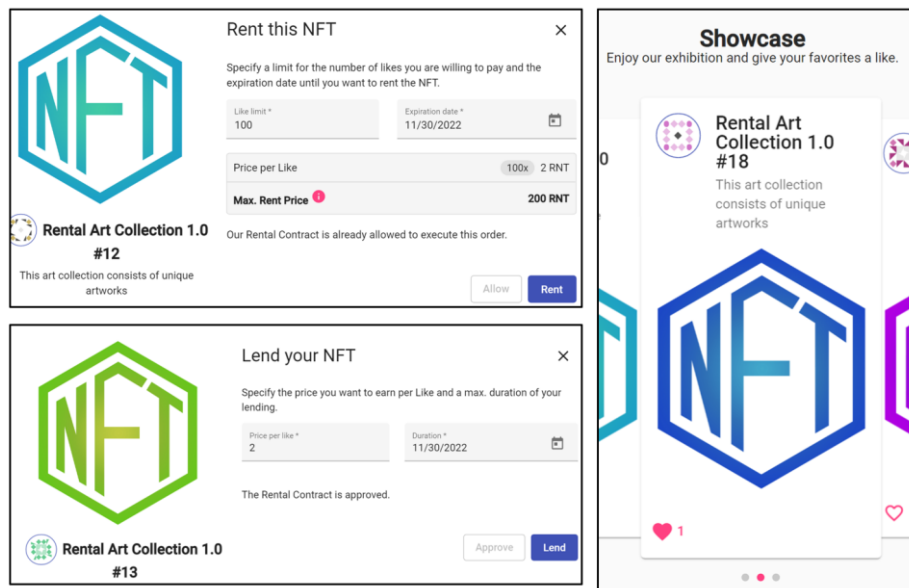 Rent this NFT
Specify a limit for the number of likes you are willing to pay and the
expiration date until you want to rent the NFT.
Like limit *
100
Expiration date *
11/30/2022
Price per Like 100x 2 RNT
Max. Rent Price 200 RNT
Our Rental Contract is already allowed to execute this order.
Allow Rent
NFT
Rental Art Collection 1.0
#12
This art collection consists of unique
artworks
Lend your NFT
Specify the price you want to earn per Like and a max. duration of your
lending.
Price per like *
2
Duration *
11/30/2022
The Rental Contract is approved.
Approve Lend
NFT
Rental Art Collection 1.0
#13
Showcase
Enjoy our exhibition and give your favorites a like.
0
Rental Art
Collection 1.0
#18
This art collection
consists of unique
artworks
NFT
1